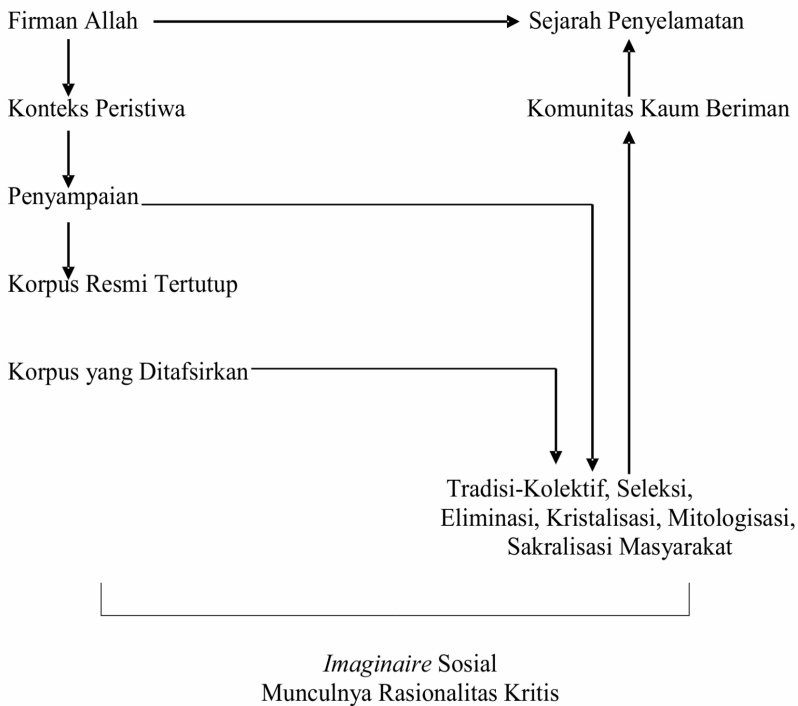 Firman Allah
Sejarah Penyelamatan
Konteks Peristiwa
Komunitas Kaum Beriman
Penyampaian
Korpus Resmi Tertutup
Korpus yang Ditafsirkan
Tradisi-Kolektif, Seleksi,
Eliminasi, Kristalisasi, Mitologisasi,
Sakralisasi Masyarakat
Imaginaire Sosial
Munculnya Rasionalitas Kritis